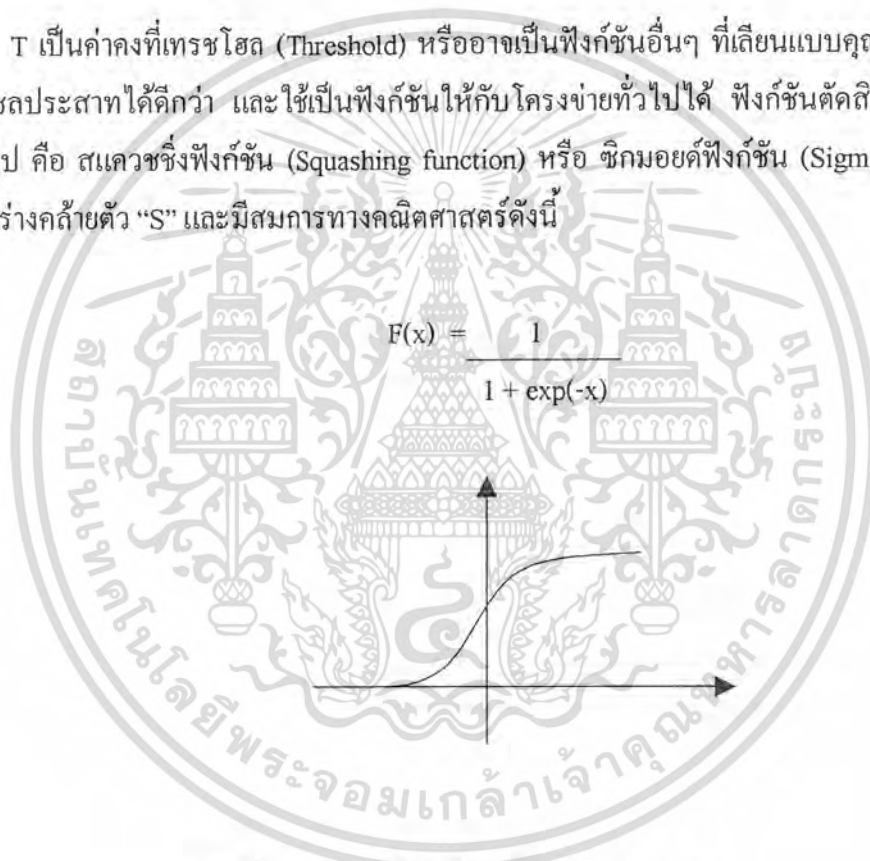 T เป็นค่าคงที่เทรชโฮล (Threshold) หรืออาจเป็นฟังก์ชันอื่นๆ ที่เลียนแบบคุณ
ซลประสาทได้ดีกว่า และใช้เป็นฟังก์ชันให้กับโครงข่ายทั่วไปได้ ฟังก์ชันตัดสิ
ป คือ สแควชชิ่งฟังก์ชัน (Squashing function) หรือ ซิกมอยด์ฟังก์ชัน (Sigm
ร่างคล้ายตัว “S” และมีสมการทางคณิตศาสตร์ดังนี้
F(x) = 1
1 + exp(-x)
สถาบันเทคโนโลยีพระจอมเกล้าเจ้าคุณทหารลาดกระบัง